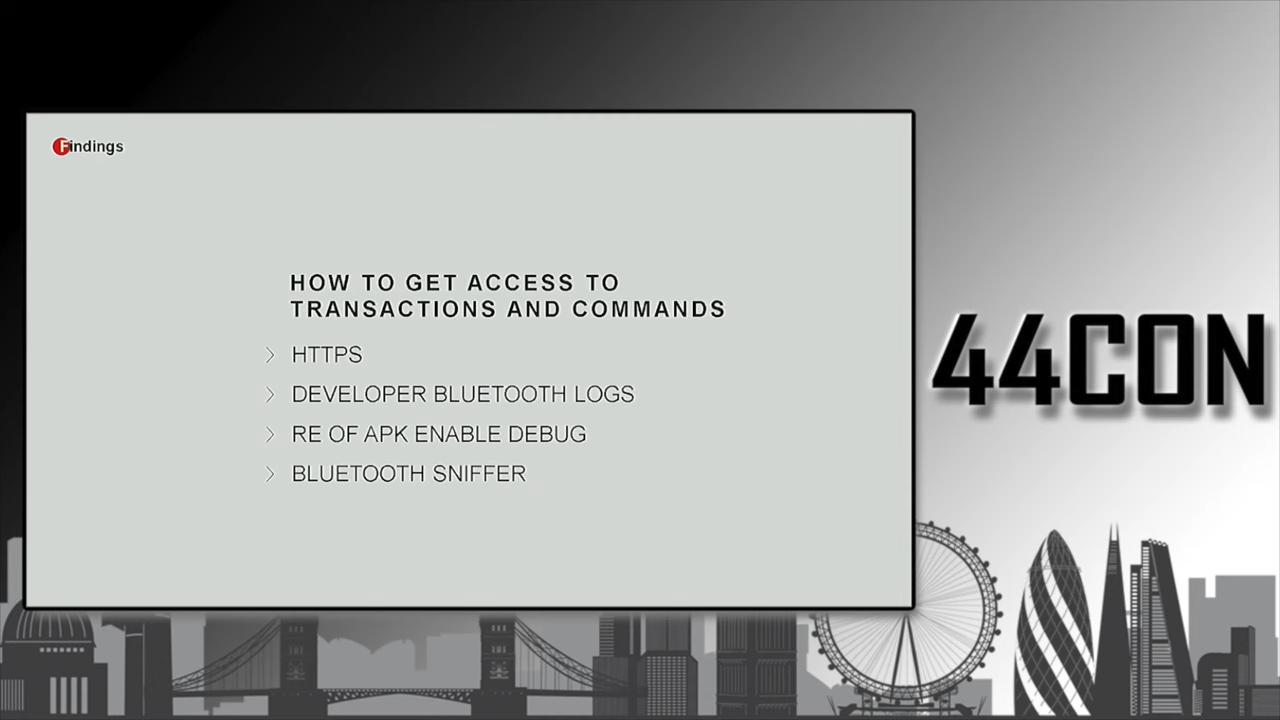 Findings
HOW TO GET ACCESS TO
TRANSACTIONS AND COMMANDS
HTTPS
DEVELOPER BLUETOOTH LOGS
RE OF APK ENABLE DEBUG
BLUETOOTH SNIFFER
44CON